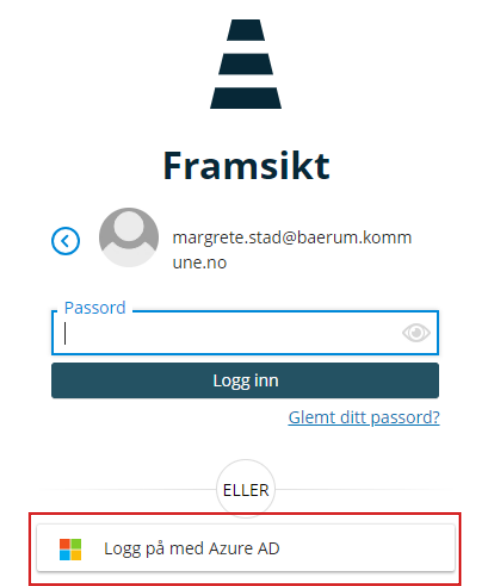 Framsikt
margrete.stad@baerum.komm
une.no
Passord
Logg inn
Glemt ditt passord?
ELLER
Logg på med Azure AD